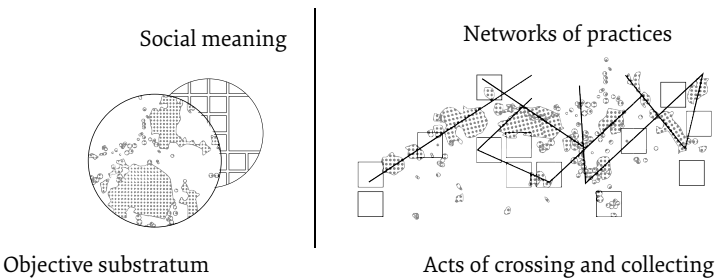 Social meaning
Objective substratum
Networks of practices
Acts of crossing and collecting